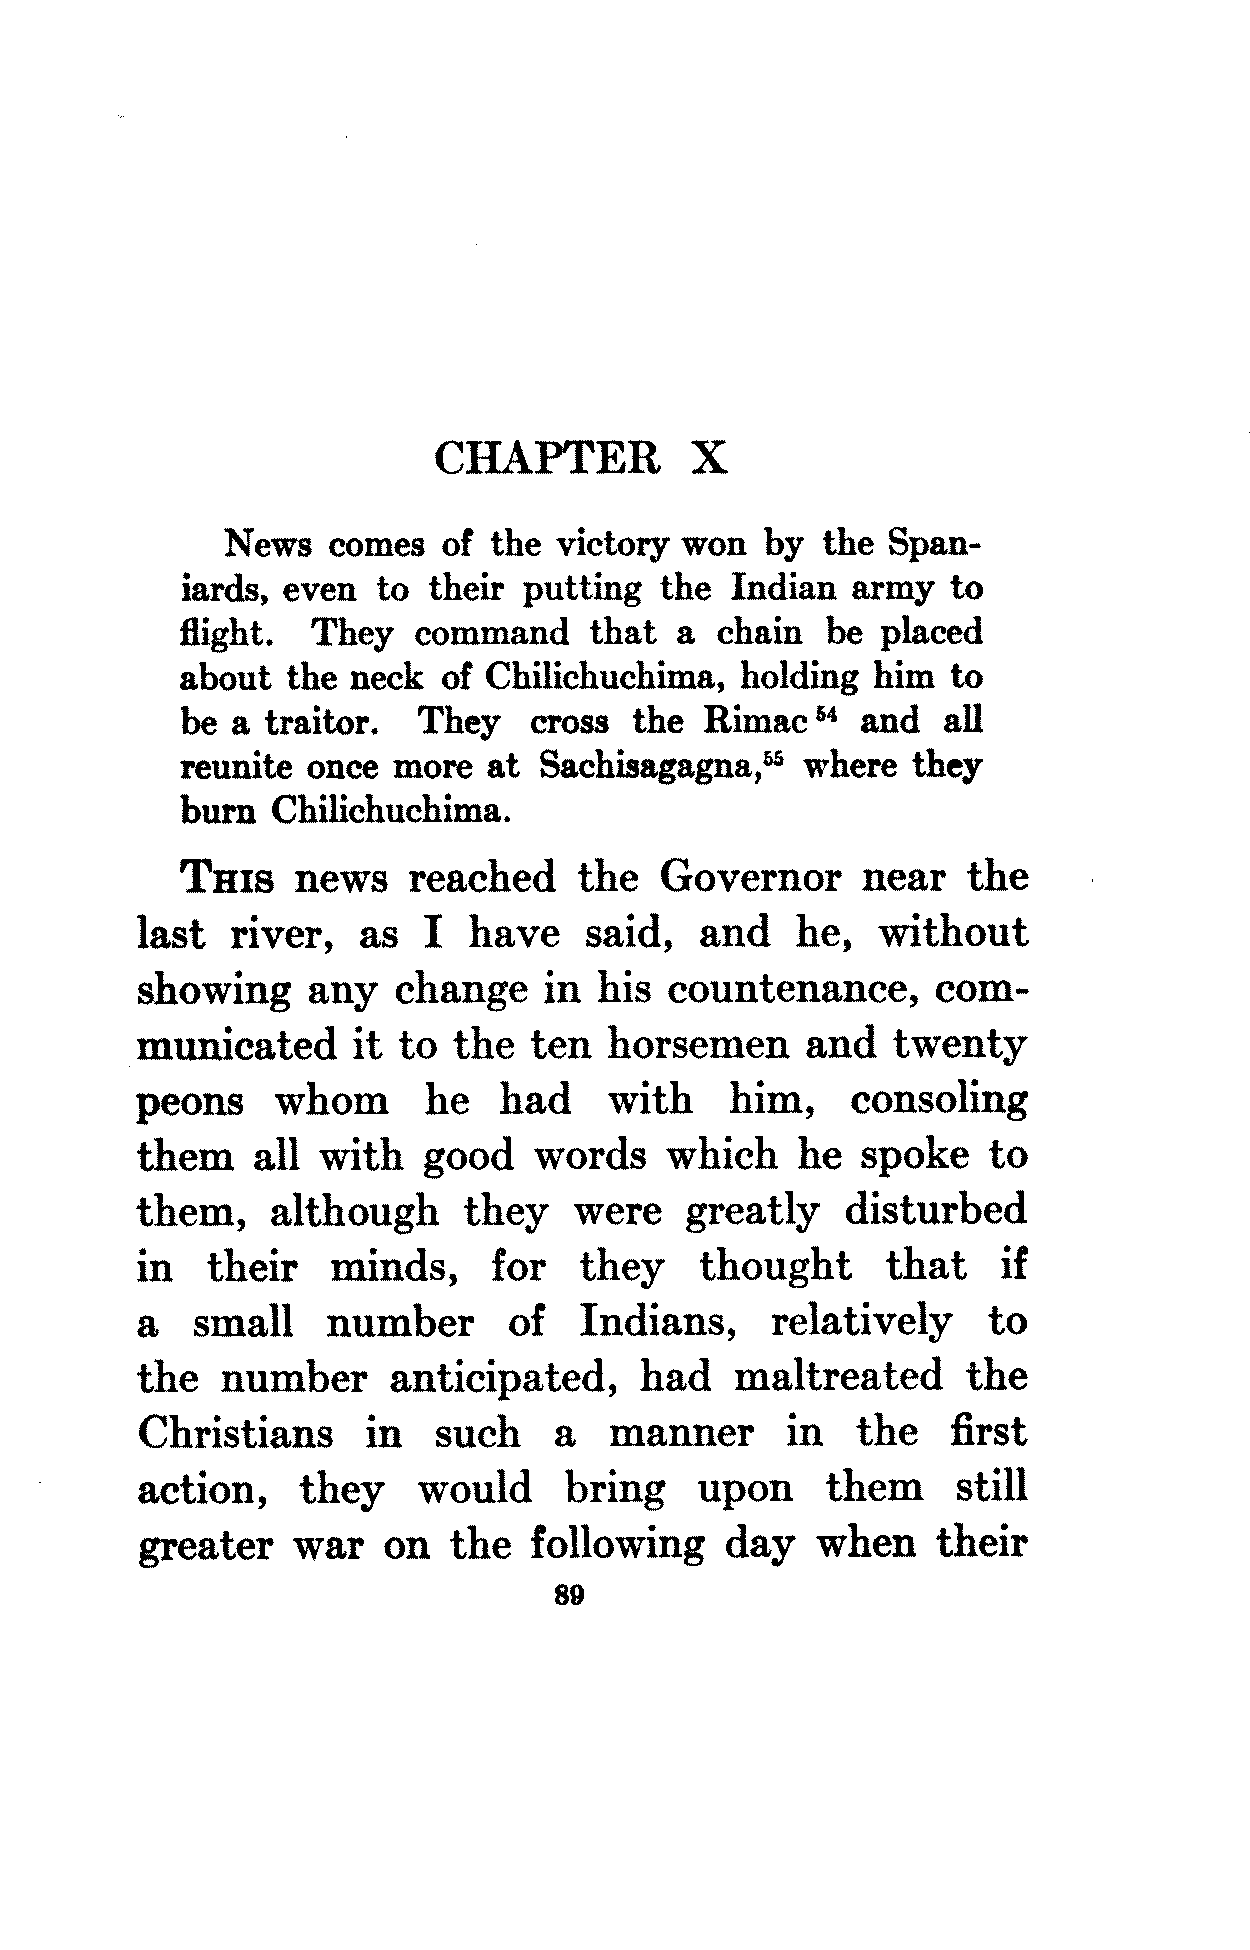 CHAPTER X
News comes of the victory won by the Span-
iards, even to their putting the Indian army to
flight. They command that a chain be placed
about the neck of Chilichuchima, holding him to
be a traitor. They cross the Rimac ⁵⁴ and all
reunite once more at Sachisagagna,⁵⁵ where they
burn Chilichuchima.
THIS news reached the Governor near the
last river, as I have said, and he, without
showing any change in his countenance, com-
municated it to the ten horsemen and twenty
peons whom he had with him, consoling
them all with good words which he spoke to
them, although they were greatly disturbed
in their minds, for they thought that if
a small number of Indians, relatively to
the number anticipated, had maltreated the
Christians in such a manner in the first
action, they would bring upon them still
greater war on the following day when their
89